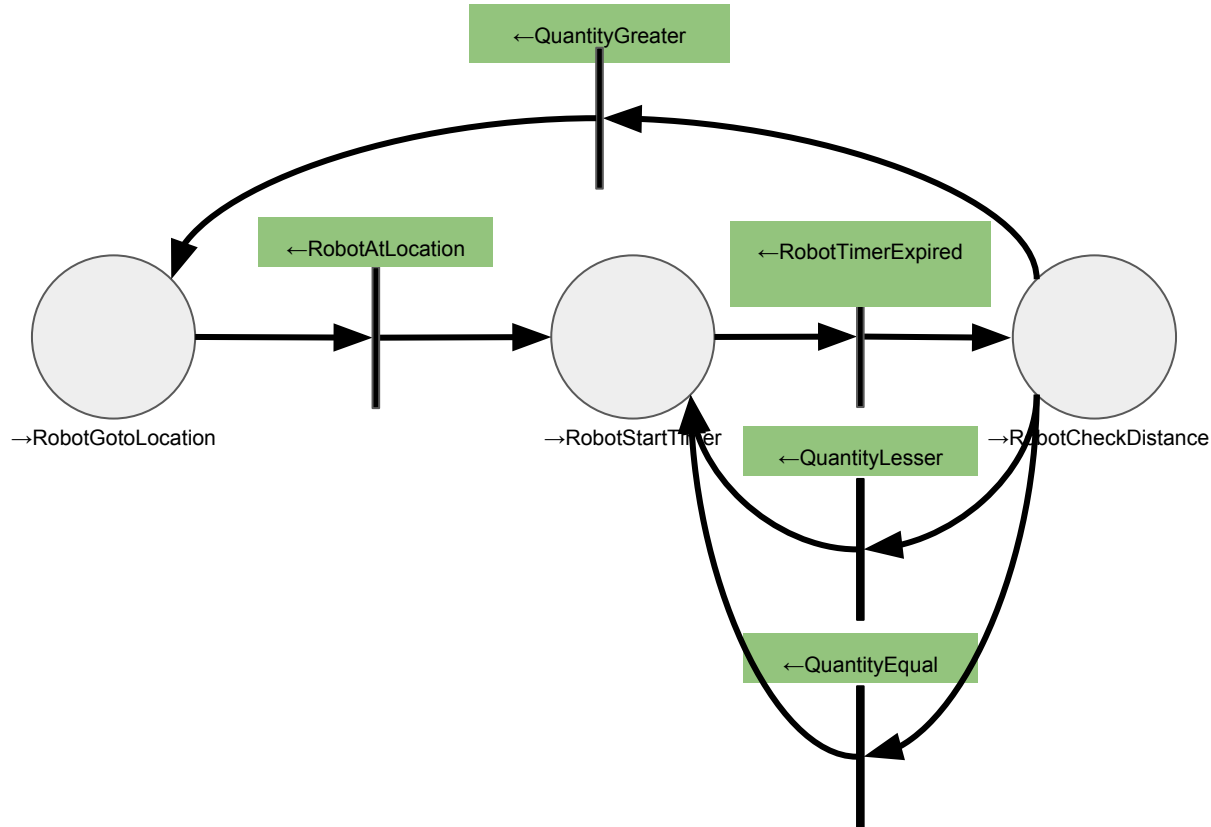 ←QuantityGreater
←RobotAtLocation
←RobotTimerExpired
→RobotGotoLocation
→RobotStartTimer
→RobotCheckDistance
←QuantityLesser
←QuantityEqual